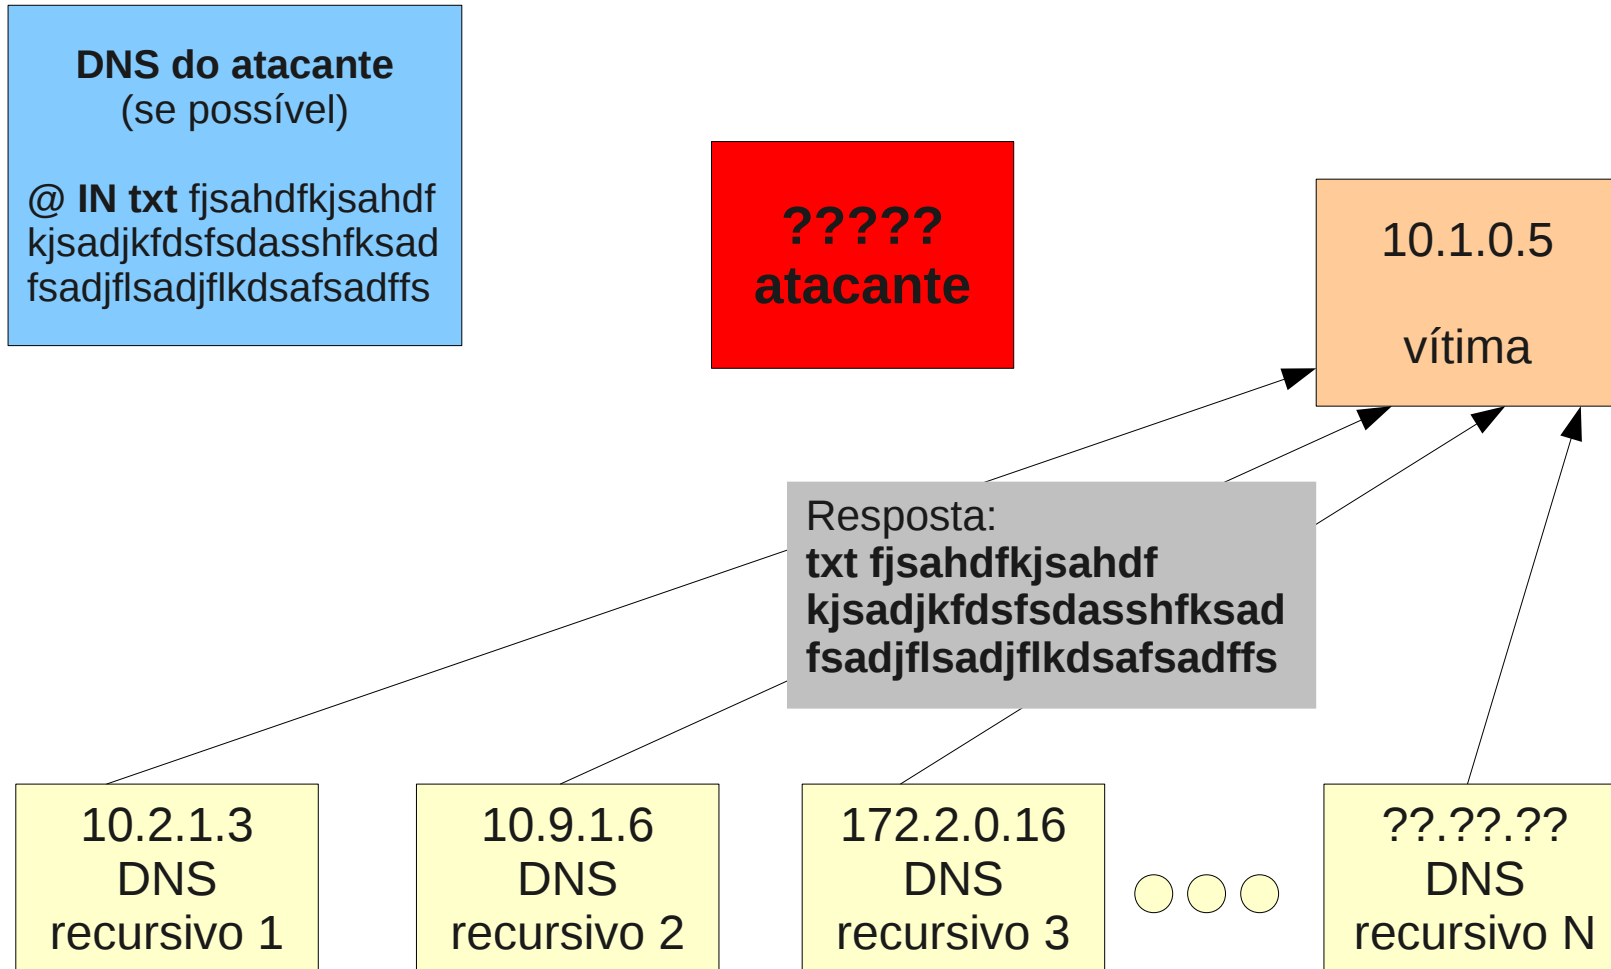 DNS do atacante
(se possível)
@ IN txt fjsahdfkjsahdf
kjsadjkfdsfsdasshfksad
fsadjflsadjflkdsafsadffs
?????
atacante
10.1.0.5
vítima
Resposta:
txt fjsahdfkjsahdf
kjsadjkfdsfsdasshfksad
fsadjflsadjflkdsafsadffs
10.2.1.3
DNS
recursivo 1
10.9.1.6
DNS
recursivo 2
172.2.0.16
DNS
recursivo 3
??.??.??
DNS
recursivo N